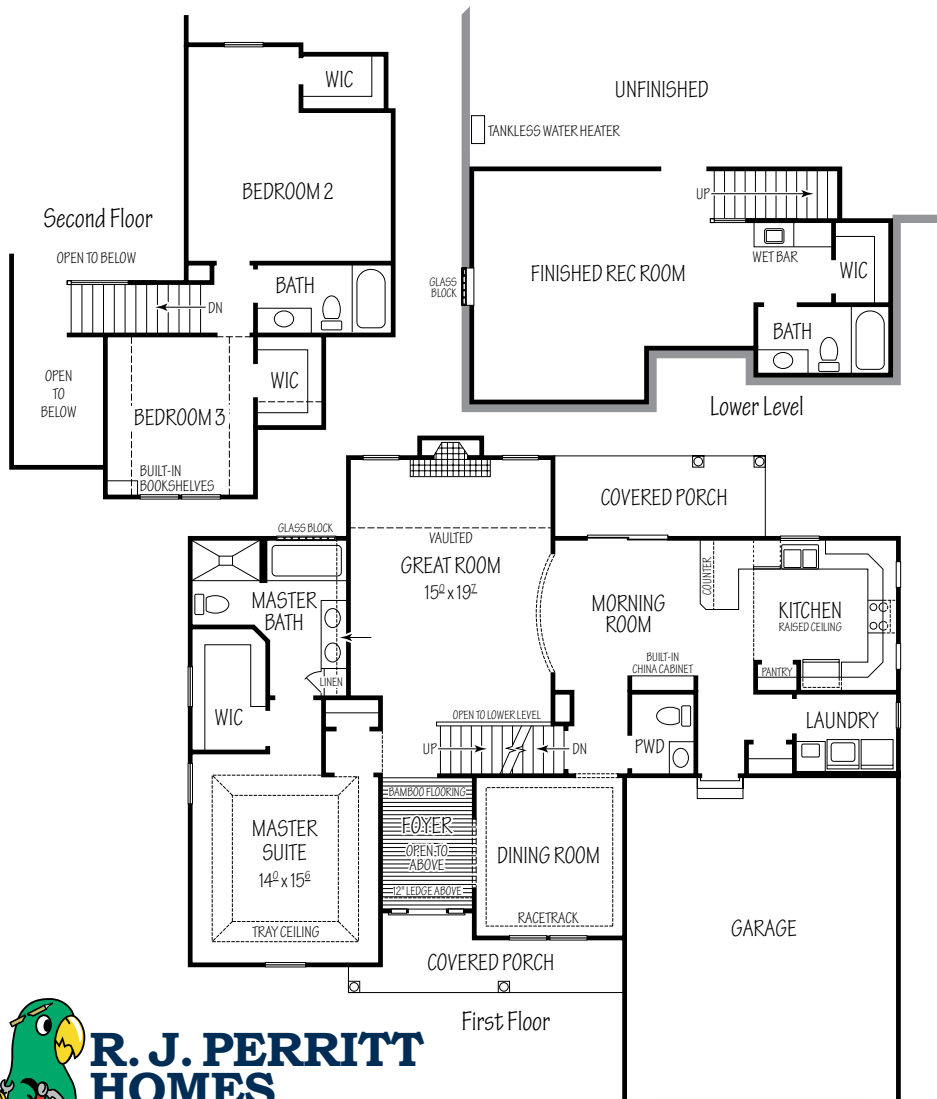 WIC
UNFINISHED
TANKLESS WATER HEATER
BEDROOM 2
UP
Second Floor
OPEN TO BELOW
WET BAR
FINISHED REC ROOM
WIC
GLASS
BLOCK
BATH
DN
BATH
OPEN
TO
BELOW
WIC
BEDROOM 3
Lower Level
BUILT-IN
BOOKSHELVES
COVERED PORCH
GLASS BLOCK
VAULTED
GREAT ROOM
15⁰ x 19⁷
COUNTER
MASTER
BATH
MORNING
ROOM
KITCHEN
RAISED CEILING
BUILT-IN
CHINA CABINET
PANTRY
LINEN
WIC
OPEN TO LOWER LEVEL
LAUNDRY
UP
DN
PWD
BAMBOO FLOORING
FOYER
OPEN TO
ABOVE
12" LEDGE ABOVE
MASTER
SUITE
14⁰ x 15⁶
TRAY CEILING
DINING ROOM
RACETRACK
GARAGE
COVERED PORCH
First Floor
R. J. PERRITT
HOMES